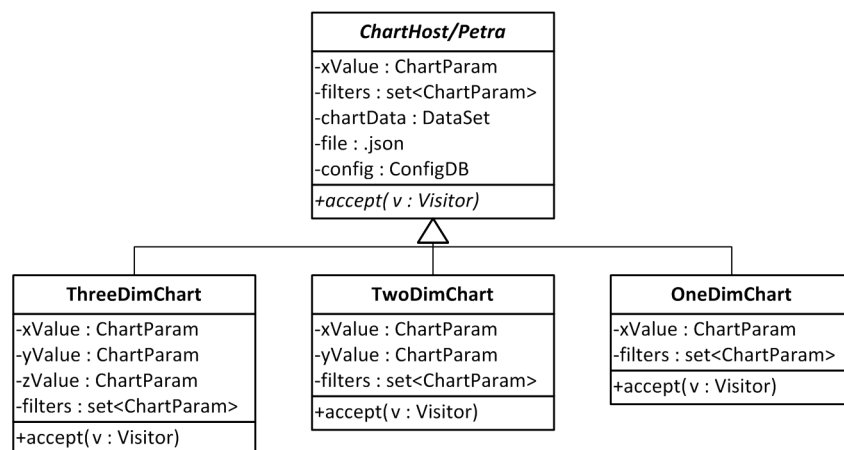 ChartHost/Petra
-xValue : ChartParam
-filters : set<ChartParam>
-chartData : DataSet
-file : .json
-config : ConfigDB
+accept( v : Visitor)
ThreeDimChart
-xValue : ChartParam
-yValue : ChartParam
-zValue : ChartParam
-filters : set<ChartParam>
+accept(v : Visitor)
TwoDimChart
-xValue : ChartParam
-yValue : ChartParam
-filters : set<ChartParam>
+accept(v : Visitor)
OneDimChart
-xValue : ChartParam
-filters : set<ChartParam>
+accept(v : Visitor)